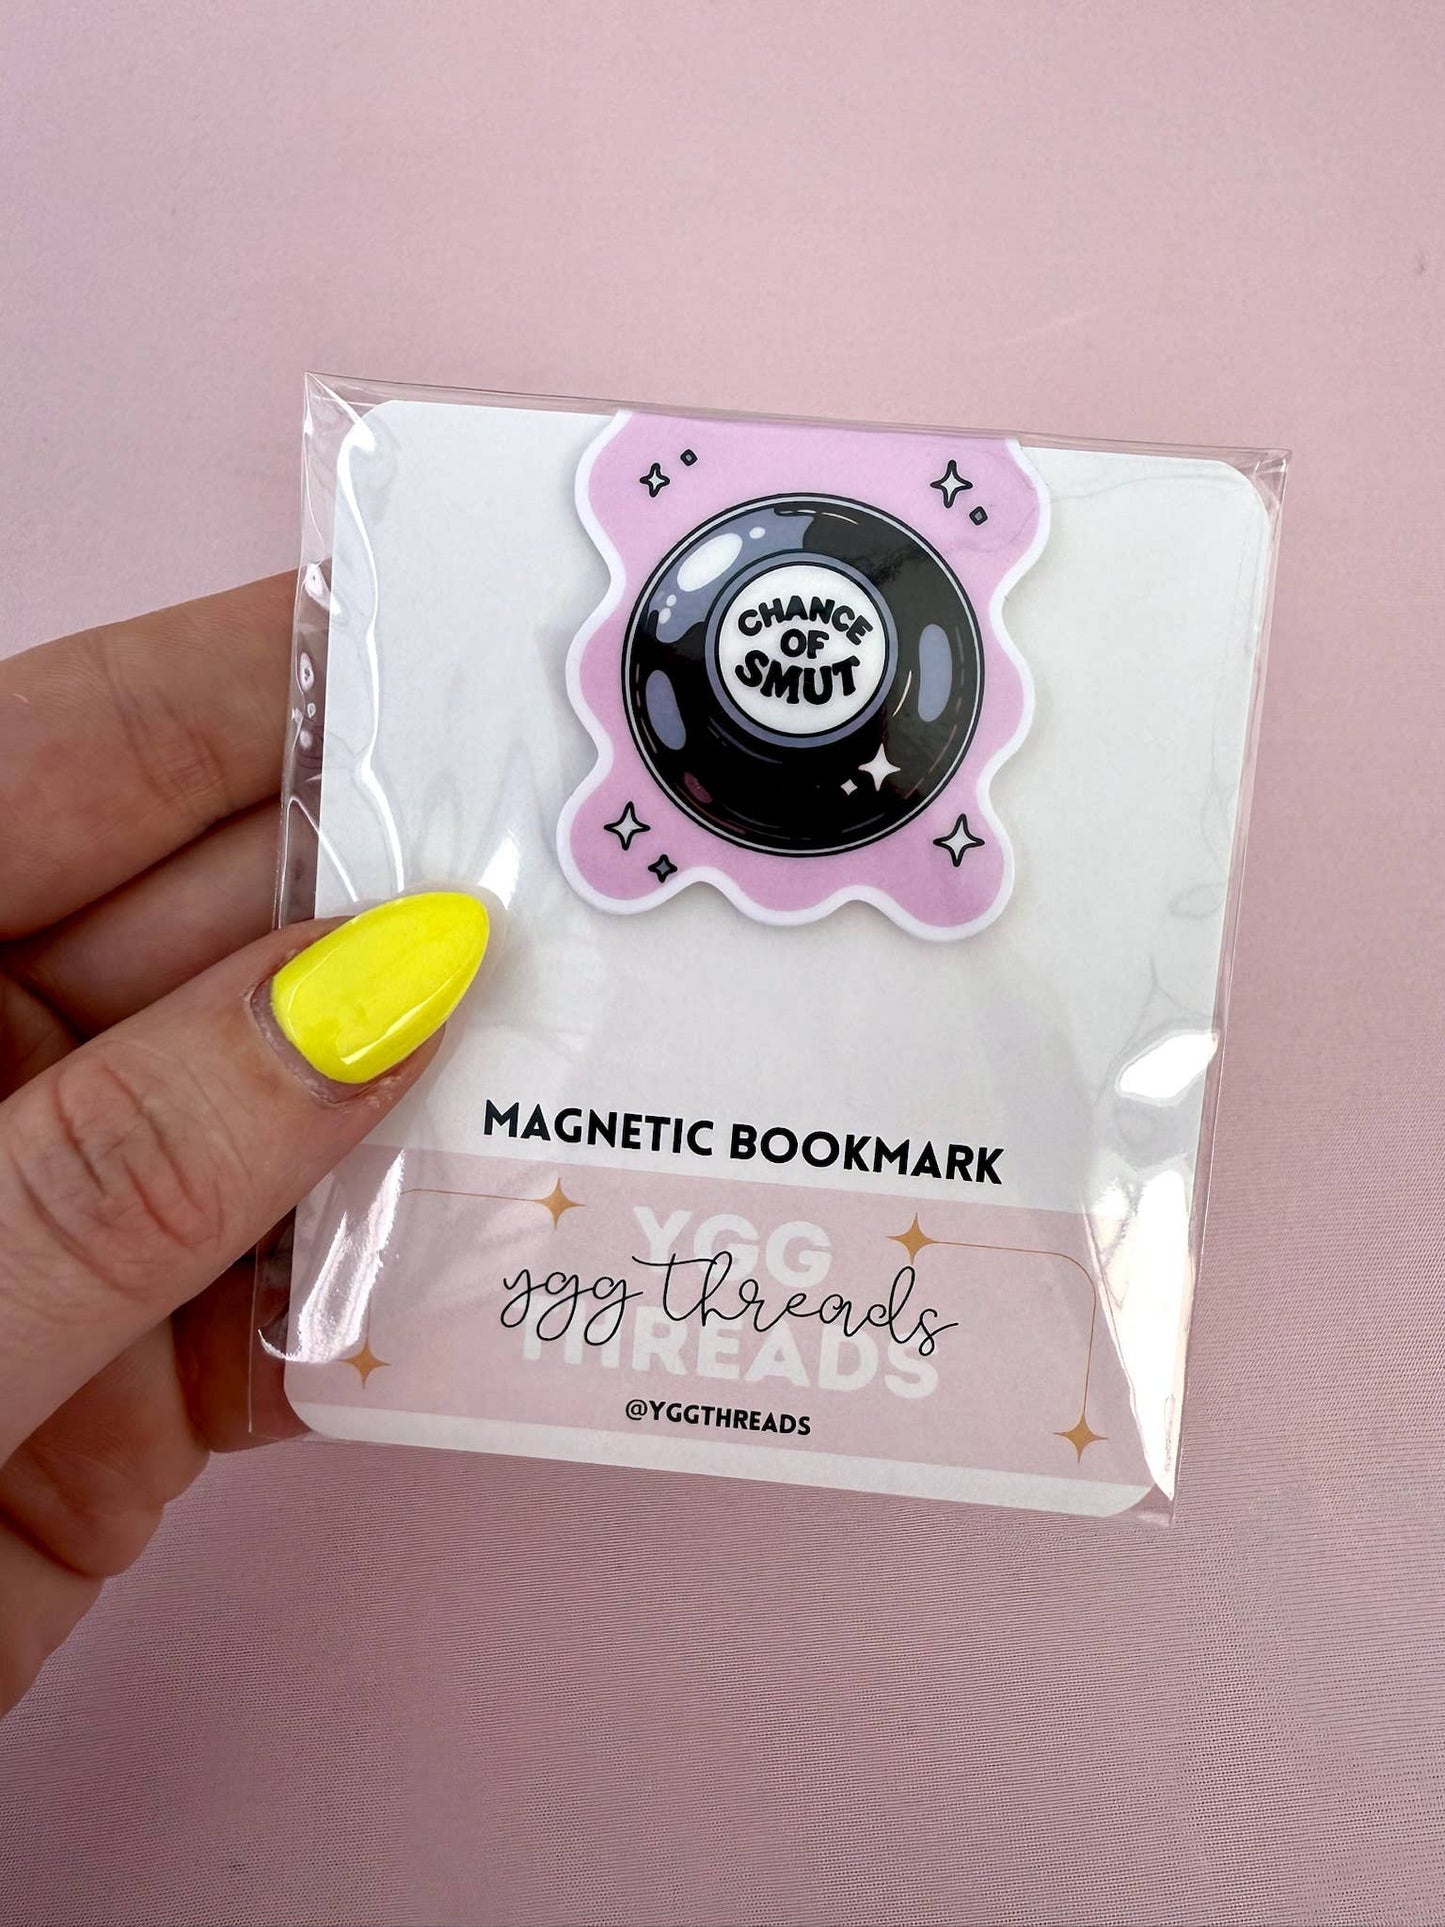 CHANCE
OF
SMUT
MAGNETIC BOOKMARK
YGG
ygg threads
THREADS
@YGGTHREADS